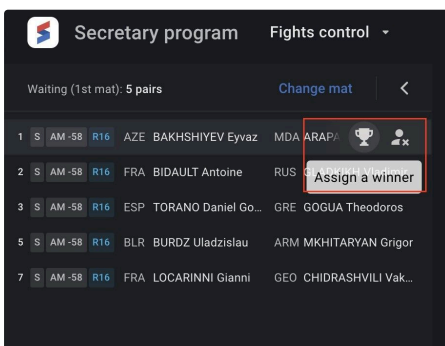 Secretary program Fights control
Waiting (1st mat): 5 pairs Change mat
1 S AM -58 R16 AZE BAKHSHIYEV Eyvaz MDA ARAPA
2 S AM -58 R16 FRA BIDAULT Antoine RUS GLADKIKH Vladimir
Assign a winner
3 S AM -58 R16 ESP TORANO Daniel Go... GRE GOGUA Theodoros
5 S AM -58 R16 BLR BURDZ Uladzislau ARM MKHITARYAN Grigor
7 S AM -58 R16 FRA LOCARINNI Gianni GEO CHIDRASHVILI Vak...